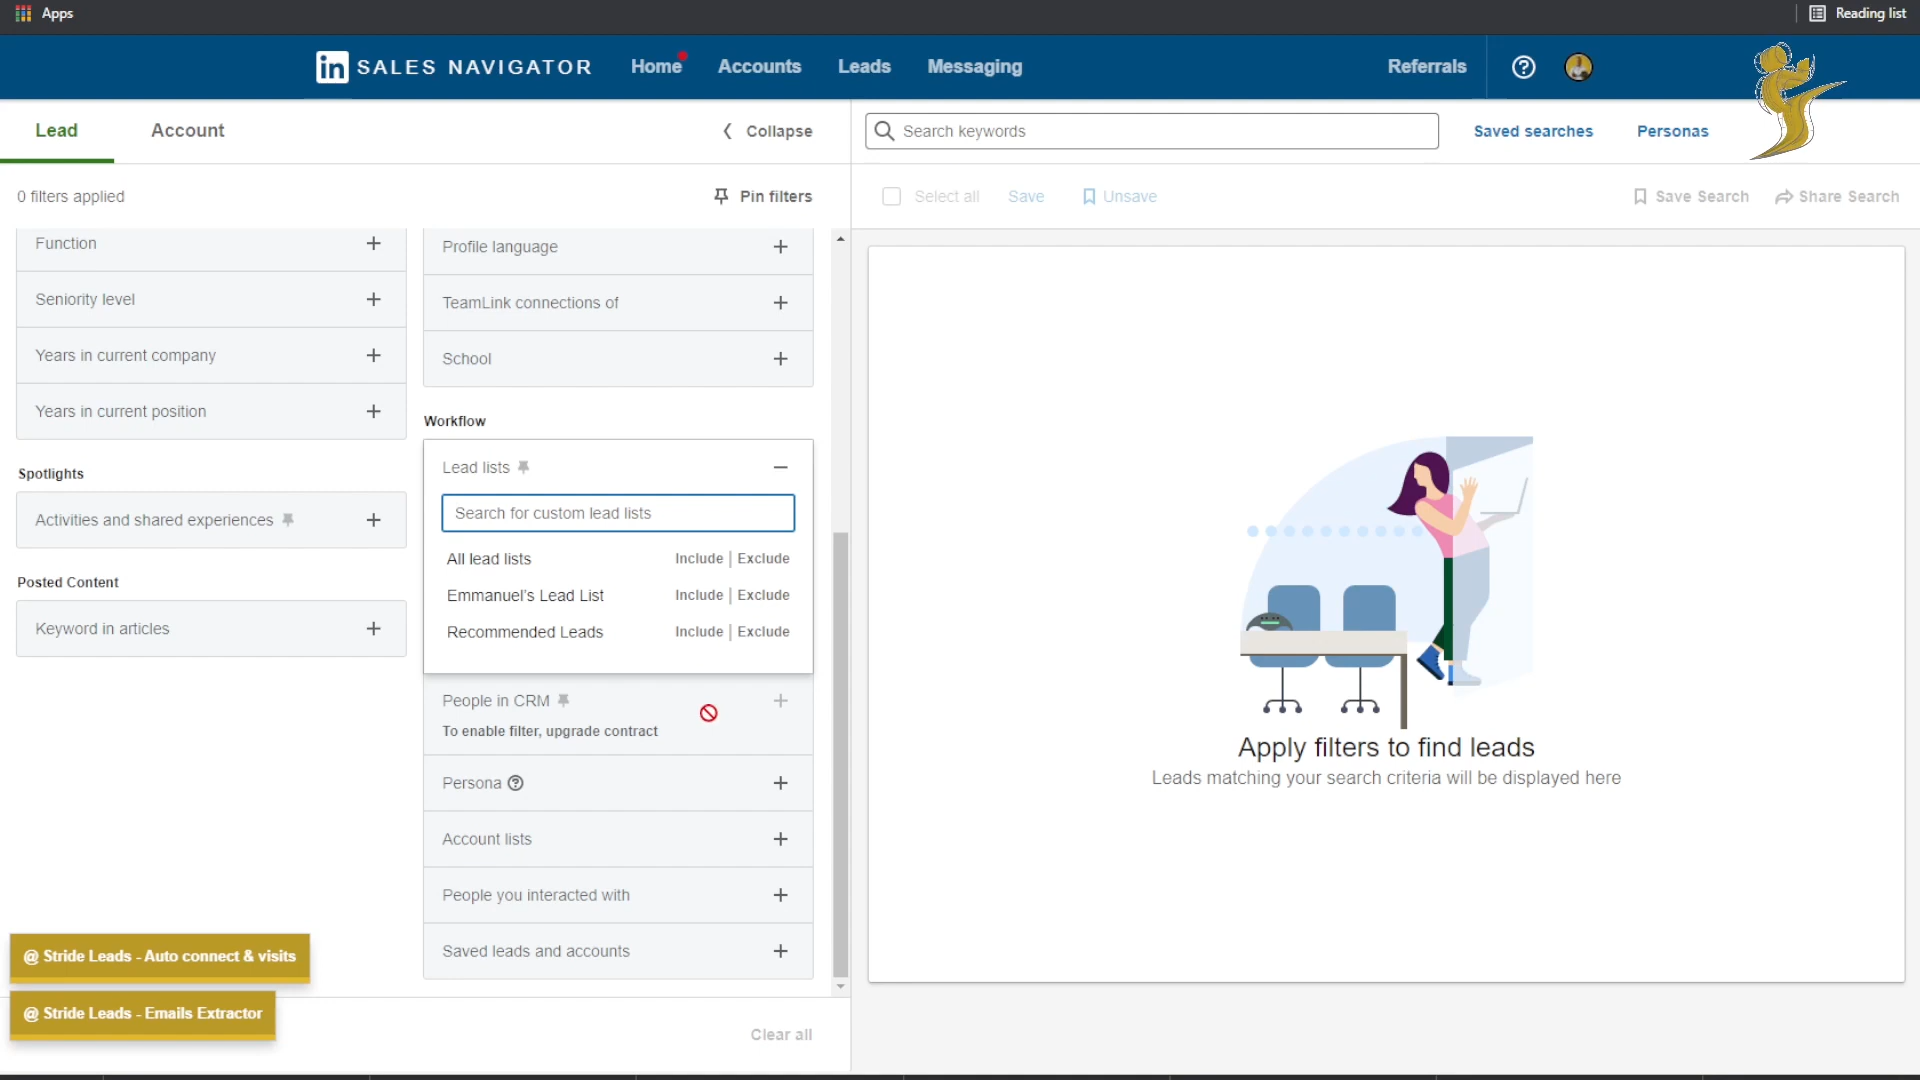 Apps
Reading list
in SALES NAVIGATOR
Home
Accounts
Leads
Messaging
Referrals
Lead
Account
Collapse
Search keywords
Saved searches
Personas
0 filters applied
Pin filters
Select all
Save
Unsave
Save Search
Share Search
Function
Seniority level
Years in current company
Years in current position
Spotlights
Activities and shared experiences
Posted Content
Keyword in articles
Profile language
TeamLink connections of
School
Workflow
Lead lists
Search for custom lead lists
All lead lists Include | Exclude
Emmanuel's Lead List Include | Exclude
Recommended Leads Include | Exclude
People in CRM
To enable filter, upgrade contract
Persona
Account lists
People you interacted with
Saved leads and accounts
@ Stride Leads - Auto connect & visits
@ Stride Leads - Emails Extractor
Clear all
Apply filters to find leads
Leads matching your search criteria will be displayed here